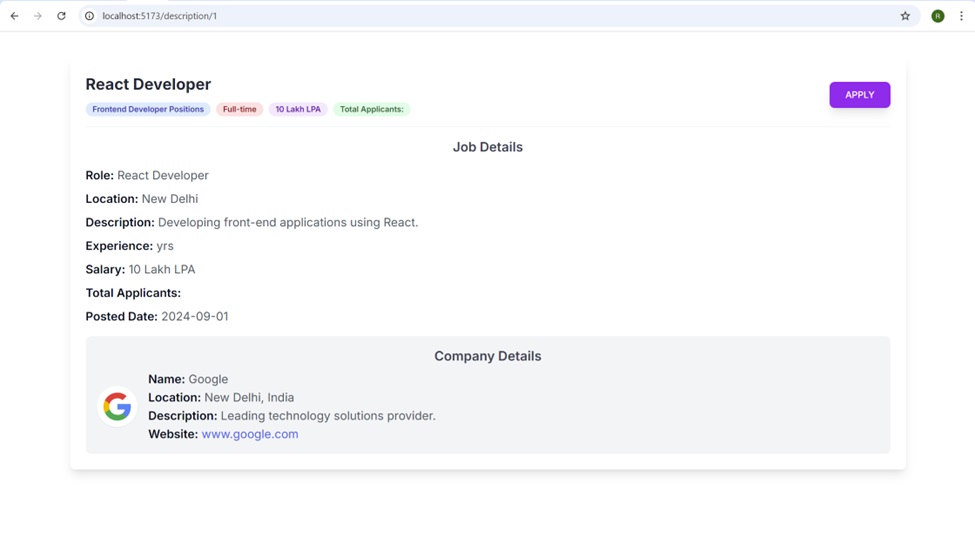 localhost:5173/description/1
R
React Developer
APPLY
Frontend Developer Positions Full-time 10 Lakh LPA Total Applicants:
Job Details
Role: React Developer
Location: New Delhi
Description: Developing front-end applications using React.
Experience: yrs
Salary: 10 Lakh LPA
Total Applicants:
Posted Date: 2024-09-01
Company Details
Name: Google
Location: New Delhi, India
Description: Leading technology solutions provider.
Website: www.google.com